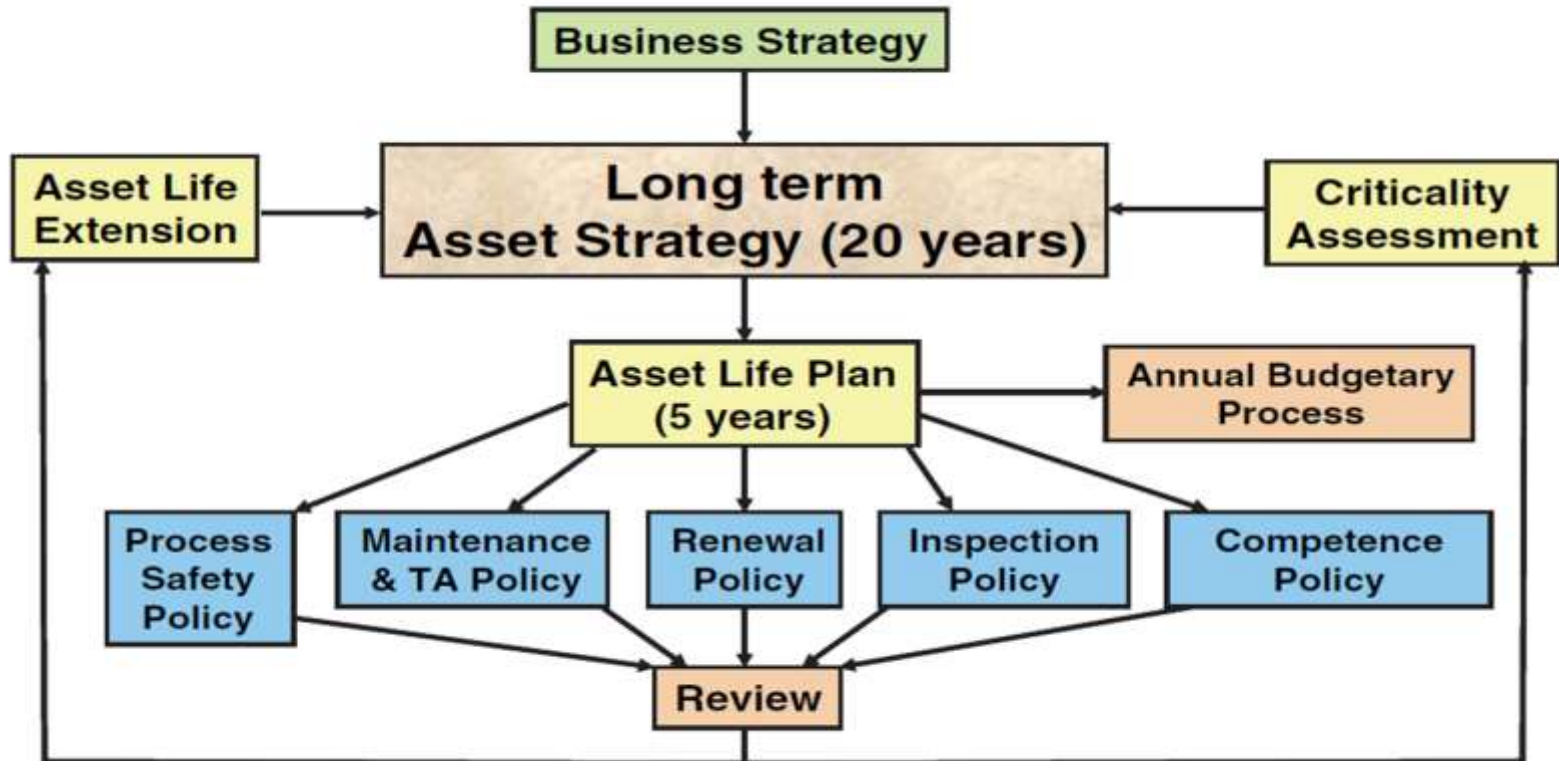 Business Strategy
Asset Life
Extension
Long term
Asset Strategy (20 years)
Criticality
Assessment
Asset Life Plan
(5 years)
Annual Budgetary
Process
Process
Safety
Policy
Maintenance
& TA Policy
Renewal
Policy
Inspection
Policy
Competence
Policy
Review